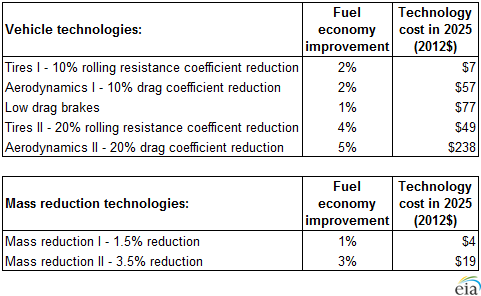 Vehicle technologies: Fuel economy improvement Technology cost in 2025 (2012$)
Tires I - 10% rolling resistance coefficient reduction 2% $7
Aerodynamics I - 10% drag coefficient reduction 2% $57
Low drag brakes 1% $77
Tires II - 20% rolling resistance coefficent reduction 4% $49
Aerodynamics II - 20% drag coefficient reduction 5% $238
Mass reduction technologies: Fuel economy improvement Technology cost in 2025 (2012$)
Mass reduction I - 1.5% reduction 1% $4
Mass reduction II - 3.5% reduction 3% $19
eia